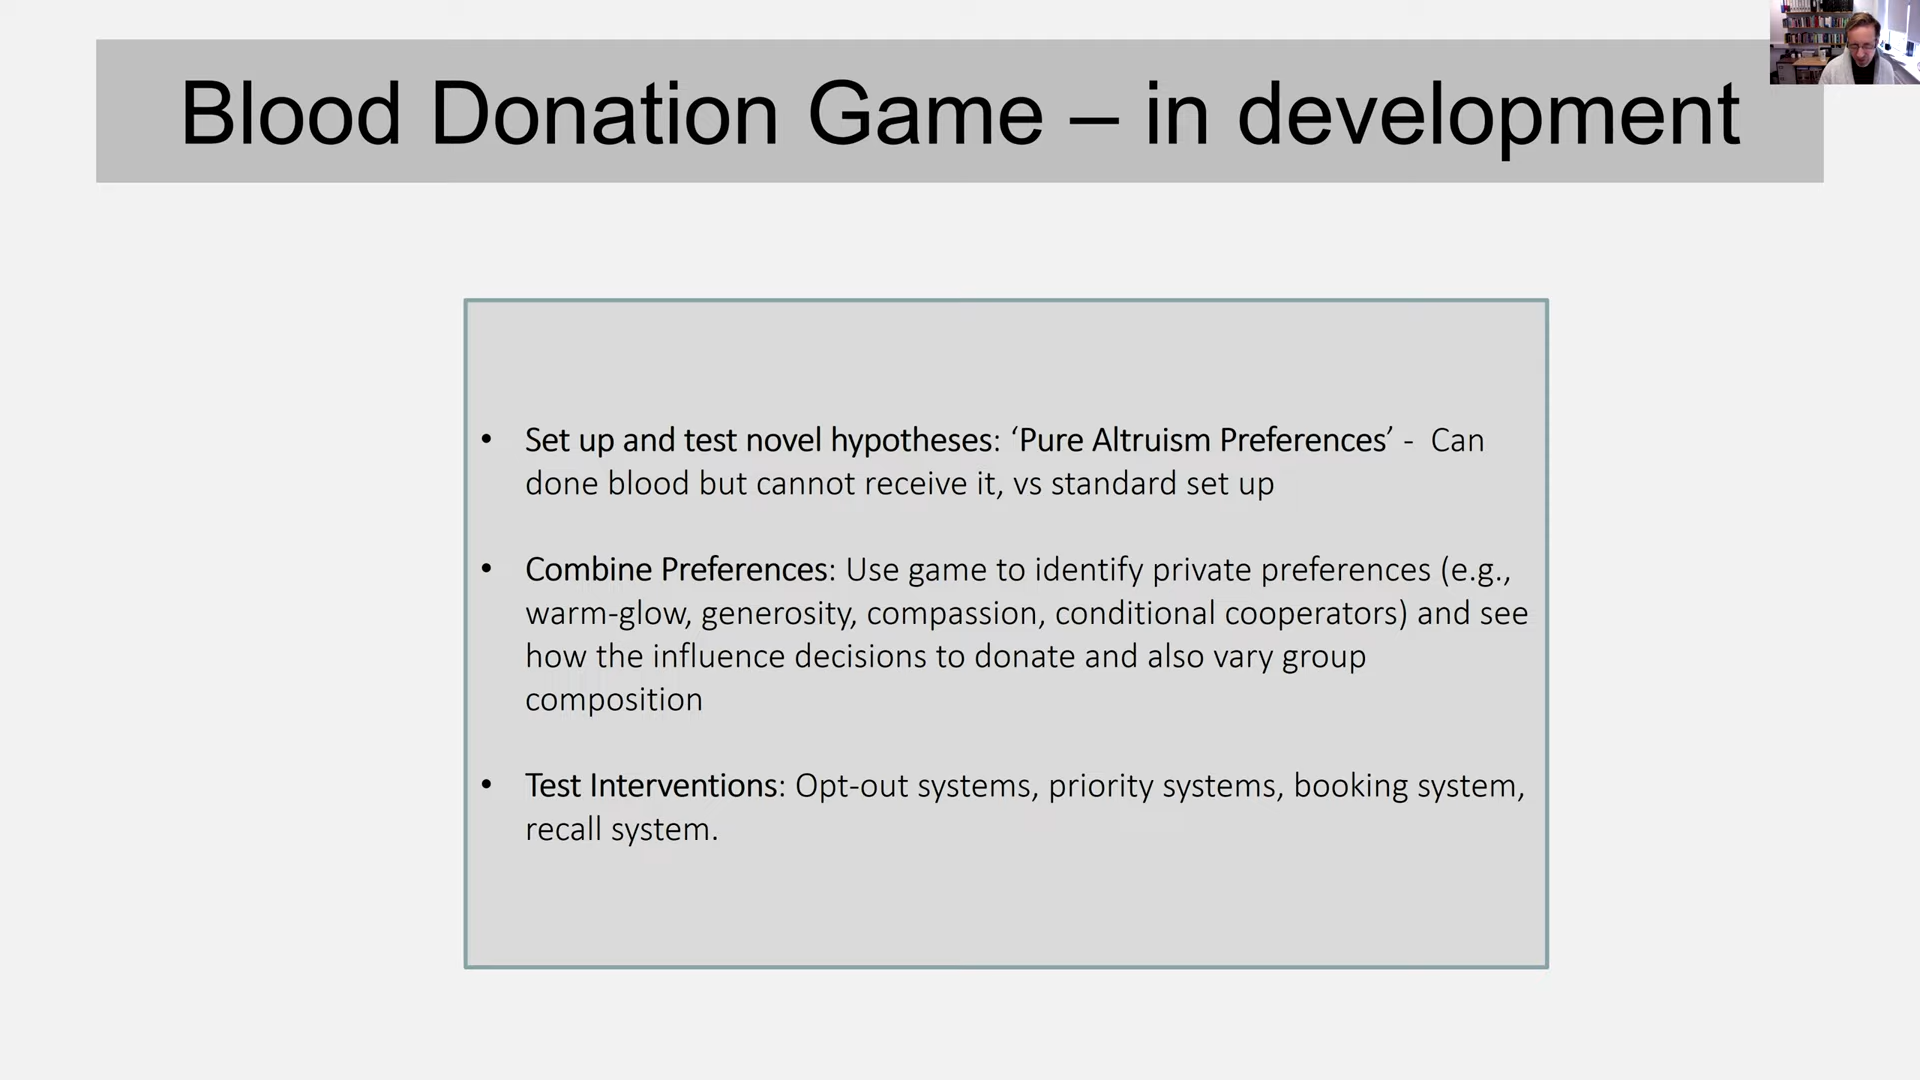 Blood Donation Game – in development
• Set up and test novel hypotheses: ‘Pure Altruism Preferences’ - Can
done blood but cannot receive it, vs standard set up
• Combine Preferences: Use game to identify private preferences (e.g.,
warm-glow, generosity, compassion, conditional cooperators) and see
how the influence decisions to donate and also vary group
composition
• Test Interventions: Opt-out systems, priority systems, booking system,
recall system.